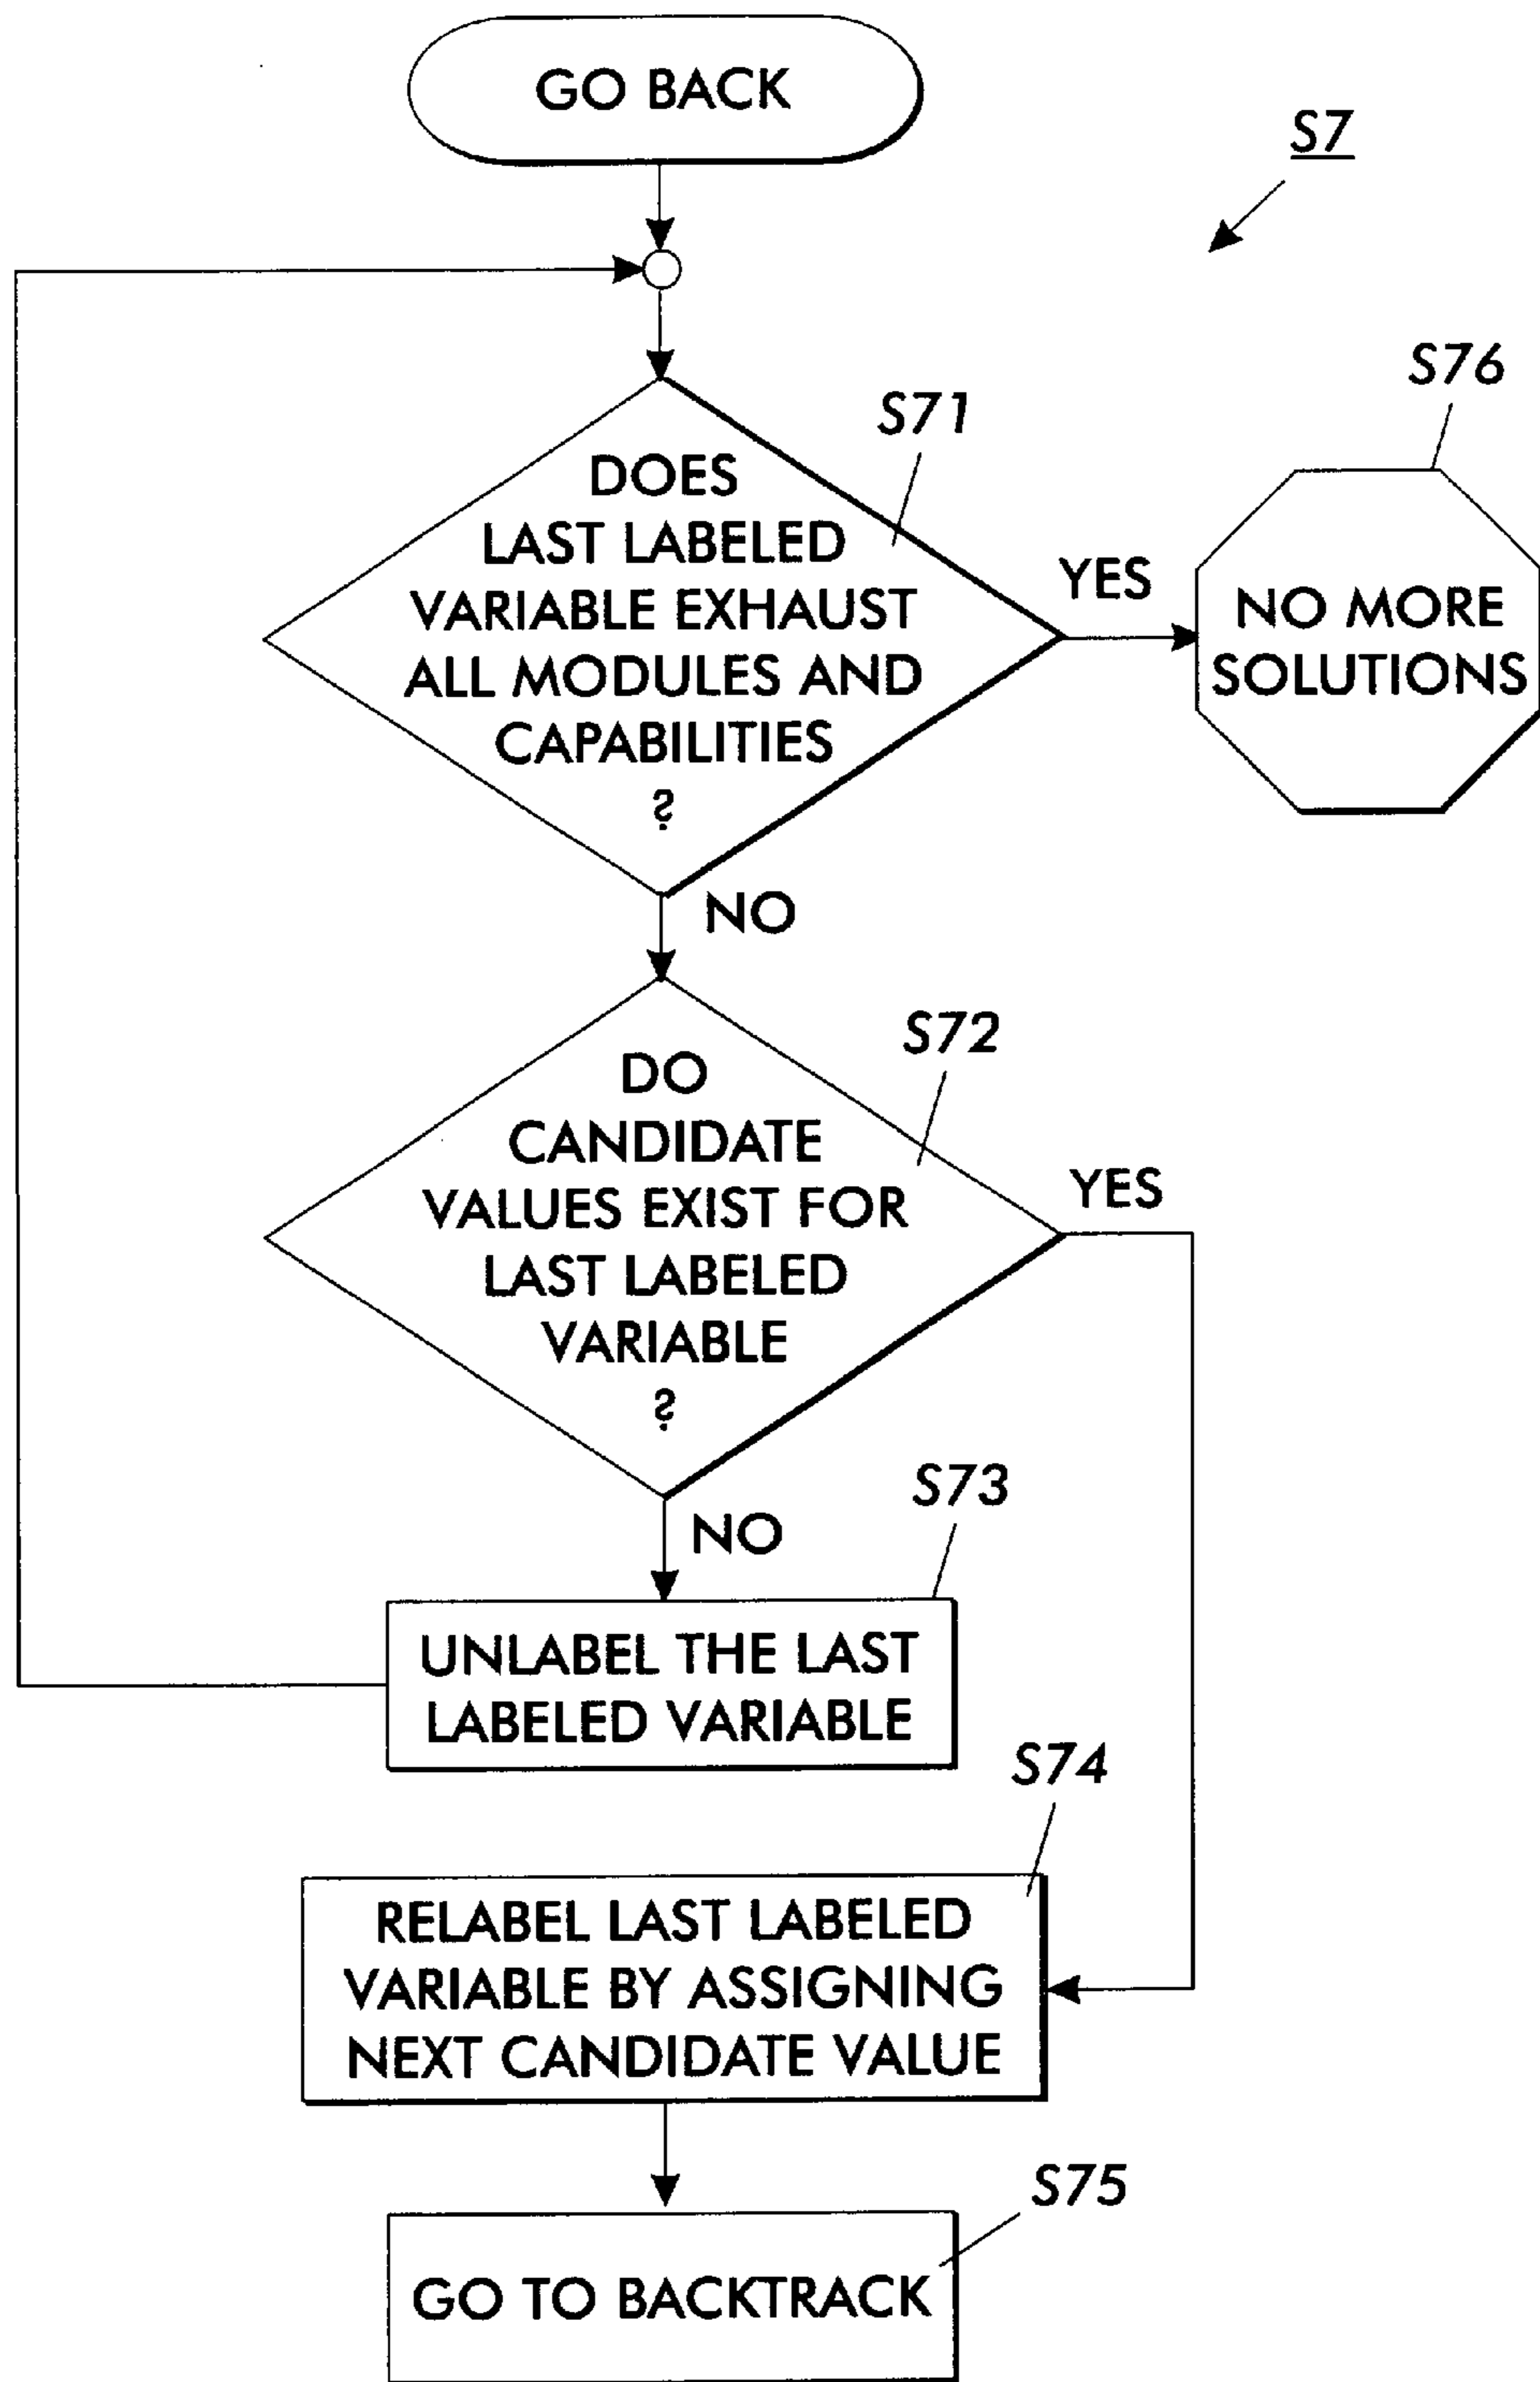 GO BACK
S7
S76
S71
DOES
LAST LABELED
VARIABLE EXHAUST
ALL MODULES AND
CAPABILITIES
?
YES
NO MORE
SOLUTIONS
NO
S72
DO
CANDIDATE
VALUES EXIST FOR
LAST LABELED
VARIABLE
?
YES
S73
NO
UNLABEL THE LAST
LABELED VARIABLE
S74
RELABEL LAST LABELED
VARIABLE BY ASSIGNING
NEXT CANDIDATE VALUE
S75
GO TO BACKTRACK